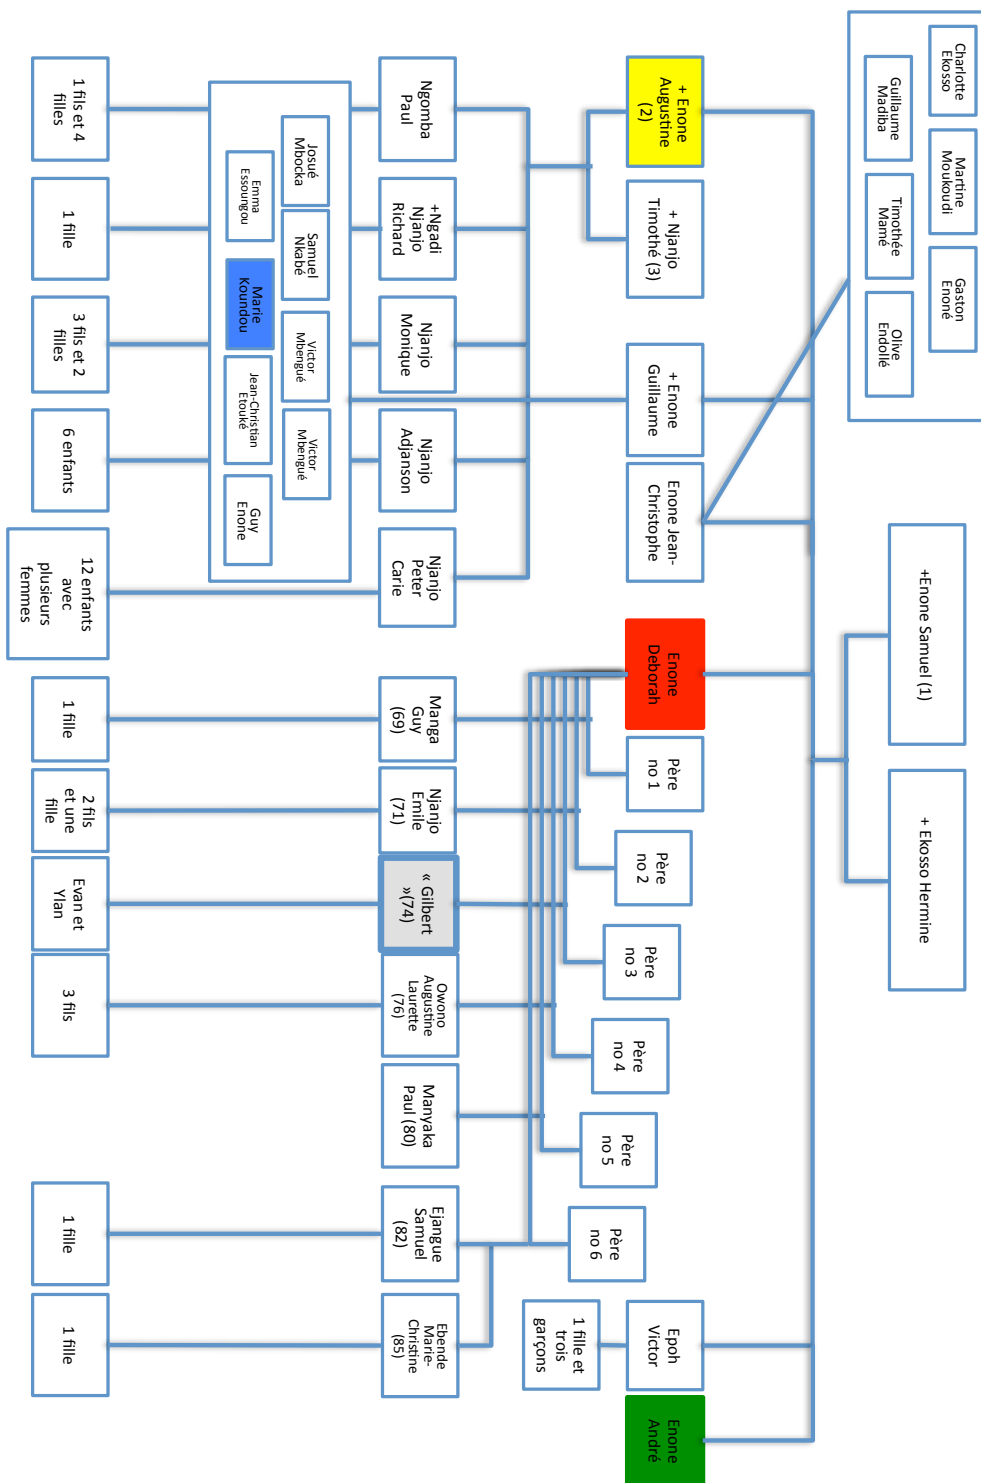 Charlotte
Ekosso
Martine
Moukoudi
Gaston
Enoné
Guillaume
Madiba
Timothée
Mamé
Olive
Endollé
+Enone Samuel (1)
+ Ekosso Hermine
+ Enone
Augustine
(2)
+ Njanjo
Timothé (3)
+ Enone
Guillaume
Enone Jean-
Christophe
Enone
Deborah
Père
no 1
Père
no 2
Père
no 3
Père
no 4
Père
no 5
Père
no 6
Epoh
Victor
Enone
André
1 fille et
trois
garçons
Ngomba
Paul
+Ngadi
Njanjo
Richard
Njanjo
Monique
Njanjo
Adjanson
Njanjo
Peter
Carie
Manga
Guy
(69)
Njanjo
Emile
(71)
« Gilbert
»(74)
Owono
Augustine
Laurette
(76)
Manyaka
Paul (80)
Ejangue
Samuel
(82)
Ebende
Marie-
Christine
(85)
Josué
Mbocka
Samuel
Nkabé
Victor
Mbengué
Victor
Mbengué
Emma
Essoungou
Marie
Koundou
Jean-Christian
Etouké
Guy
Enone
1 fils et 4
filles
1 fille
3 fils et 2
filles
6 enfants
12 enfants
avec
plusieurs
femmes
1 fille
2 fils
et une
fille
Evan et
Ylan
3 fils
1 fille
1 fille